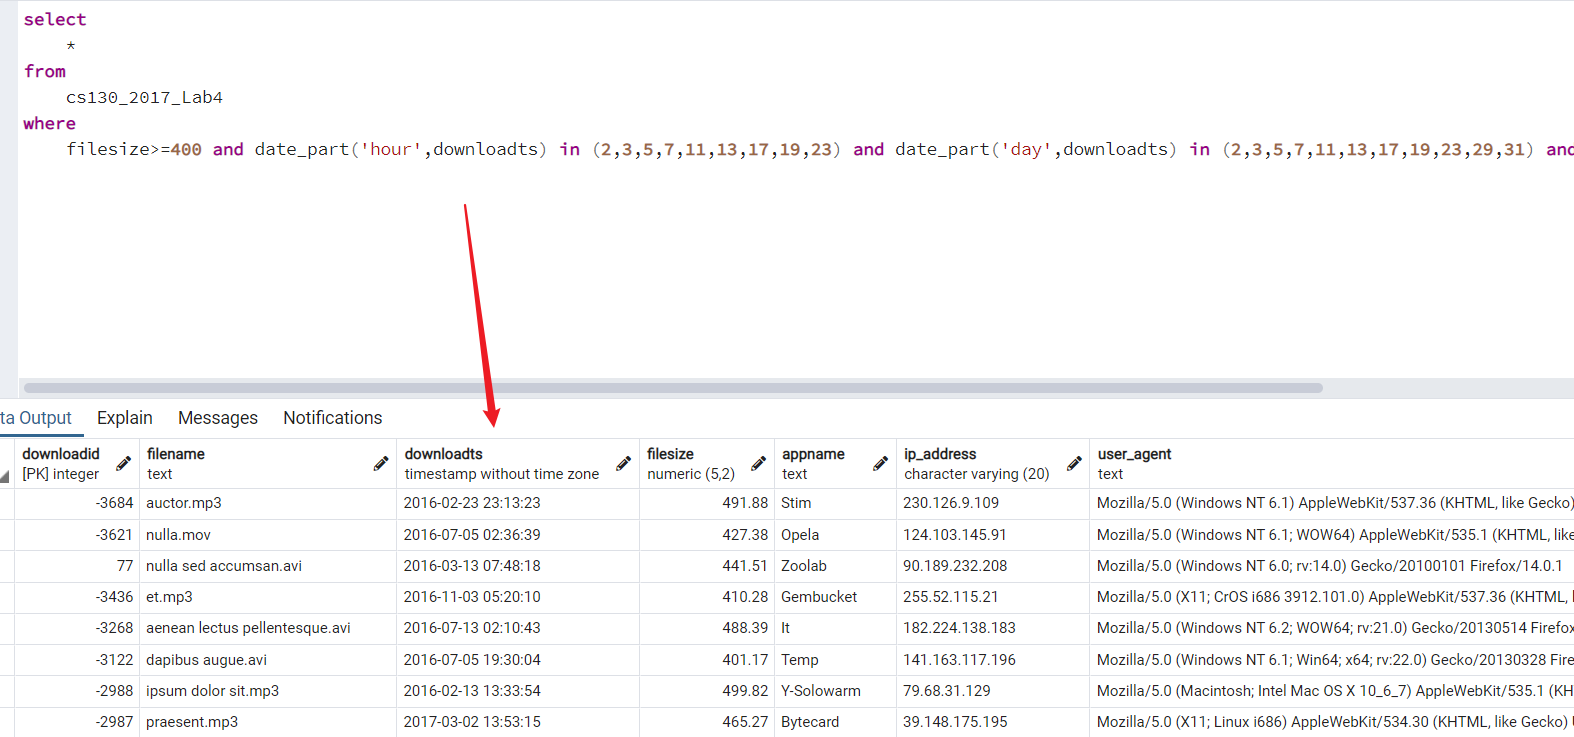 select
*
from
cs130_2017_Lab4
where
filesize>=400 and date_part('hour',downloadts) in (2,3,5,7,11,13,17,19,23) and date_part('day',downloadts) in (2,3,5,7,11,13,17,19,23,29,31) and
ta Output Explain Messages Notifications
downloadid filename downloadts filesize appname ip_address user_agent
[PK] integer text timestamp without time zone numeric (5,2) text character varying (20) text
-3684 auctor.mp3 2016-02-23 23:13:23 491.88 Stim 230.126.9.109 Mozilla/5.0 (Windows NT 6.1) AppleWebKit/537.36 (KHTML, like Gecko)
-3621 nulla.mov 2016-07-05 02:36:39 427.38 Opela 124.103.145.91 Mozilla/5.0 (Windows NT 6.1; WOW64) AppleWebKit/535.1 (KHTML, like
77 nulla sed accumsan.avi 2016-03-13 07:48:18 441.51 Zoolab 90.189.232.208 Mozilla/5.0 (Windows NT 6.0; rv:14.0) Gecko/20100101 Firefox/14.0.1
-3436 et.mp3 2016-11-03 05:20:10 410.28 Gembucket 255.52.115.21 Mozilla/5.0 (X11; CrOS i686 3912.101.0) AppleWebKit/537.36 (KHTML,
-3268 aenean lectus pellentesque.avi 2016-07-13 02:10:43 488.39 It 182.224.138.183 Mozilla/5.0 (Windows NT 6.2; WOW64; rv:21.0) Gecko/20130514 Firefox
-3122 dapibus augue.avi 2016-07-05 19:30:04 401.17 Temp 141.163.117.196 Mozilla/5.0 (Windows NT 6.1; Win64; x64; rv:22.0) Gecko/20130328 Fire
-2988 ipsum dolor sit.mp3 2016-02-13 13:33:54 499.82 Y-Solowarm 79.68.31.129 Mozilla/5.0 (Macintosh; Intel Mac OS X 10_6_7) AppleWebKit/535.1 (KH
-2987 praesent.mp3 2017-03-02 13:53:15 465.27 Bytecard 39.148.175.195 Mozilla/5.0 (X11; Linux i686) AppleWebKit/534.30 (KHTML, like Gecko)